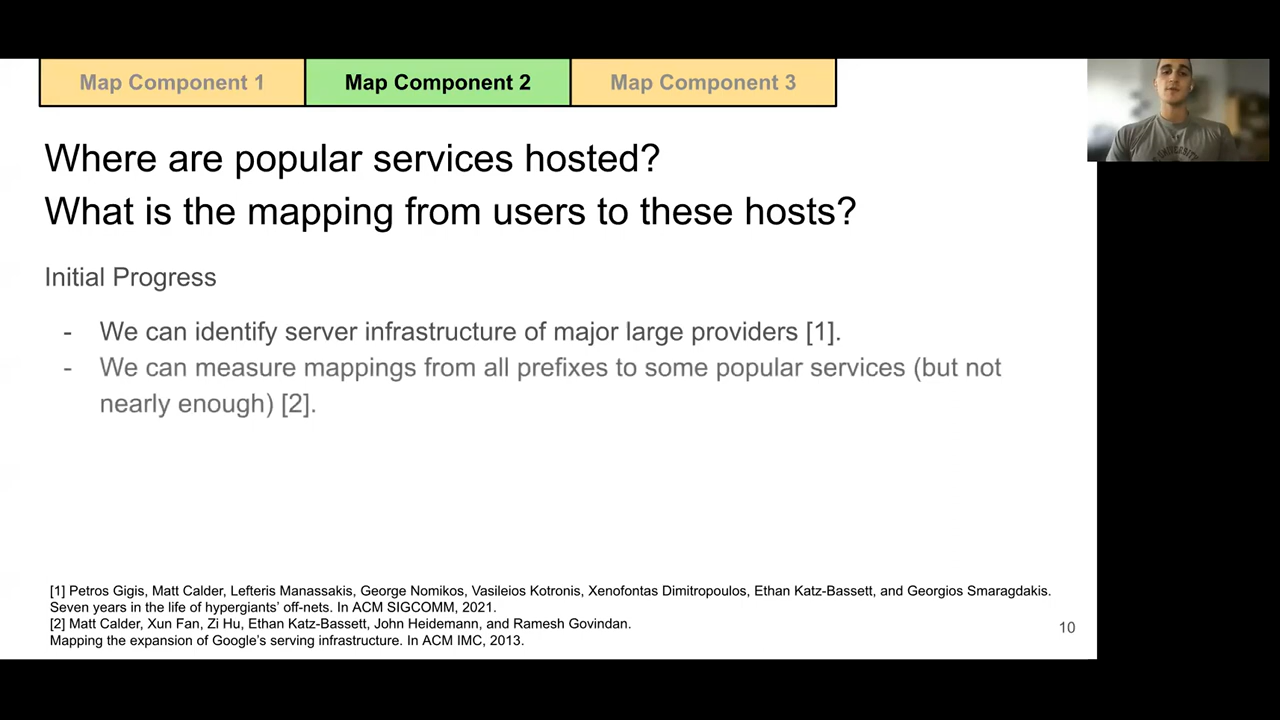 Map Component 1
Map Component 2
Map Component 3
Where are popular services hosted?
What is the mapping from users to these hosts?
Initial Progress
- We can identify server infrastructure of major large providers [1].
- We can measure mappings from all prefixes to some popular services (but not
nearly enough) [2].
[1] Petros Gigis, Matt Calder, Lefteris Manassakis, George Nomikos, Vasileios Kotronis, Xenofontas Dimitropoulos, Ethan Katz-Bassett, and Georgios Smaragdakis.
Seven years in the life of hypergiants’ off-nets. In ACM SIGCOMM, 2021.
[2] Matt Calder, Xun Fan, Zi Hu, Ethan Katz-Bassett, John Heidemann, and Ramesh Govindan.
Mapping the expansion of Google’s serving infrastructure. In ACM IMC, 2013.
10